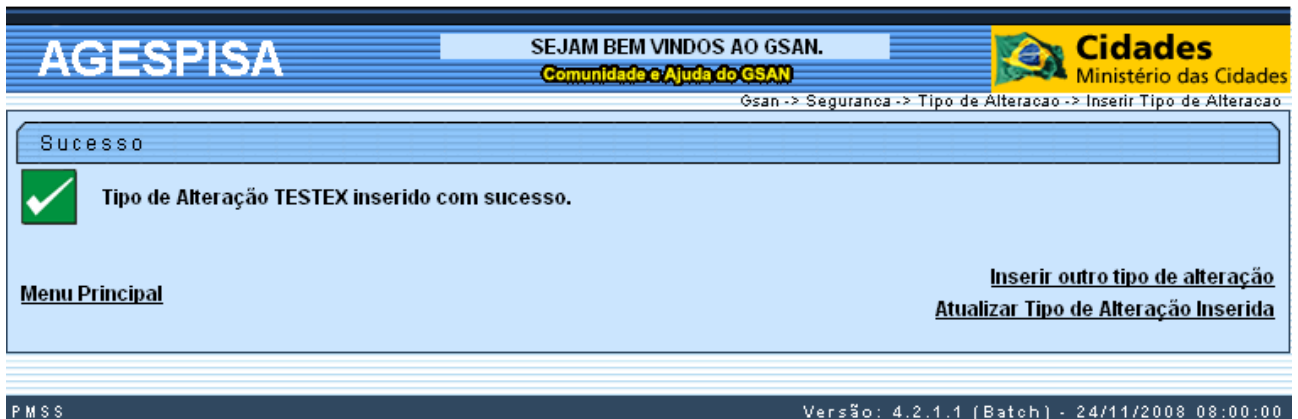 AGESPISA
SEJAM BEM VINDOS AO GSAN.
Comunidade e Ajuda do GSAN
Cidades
Ministério das Cidades
Gsan -> Seguranca -> Tipo de Alteracao -> Inserir Tipo de Alteracao
Sucesso
Tipo de Alteração TESTEX inserido com sucesso.
Menu Principal
Inserir outro tipo de alteração
Atualizar Tipo de Alteração Inserida
PMSS
Versão: 4.2.1.1 (Batch) - 24/11/2008 08:00:00